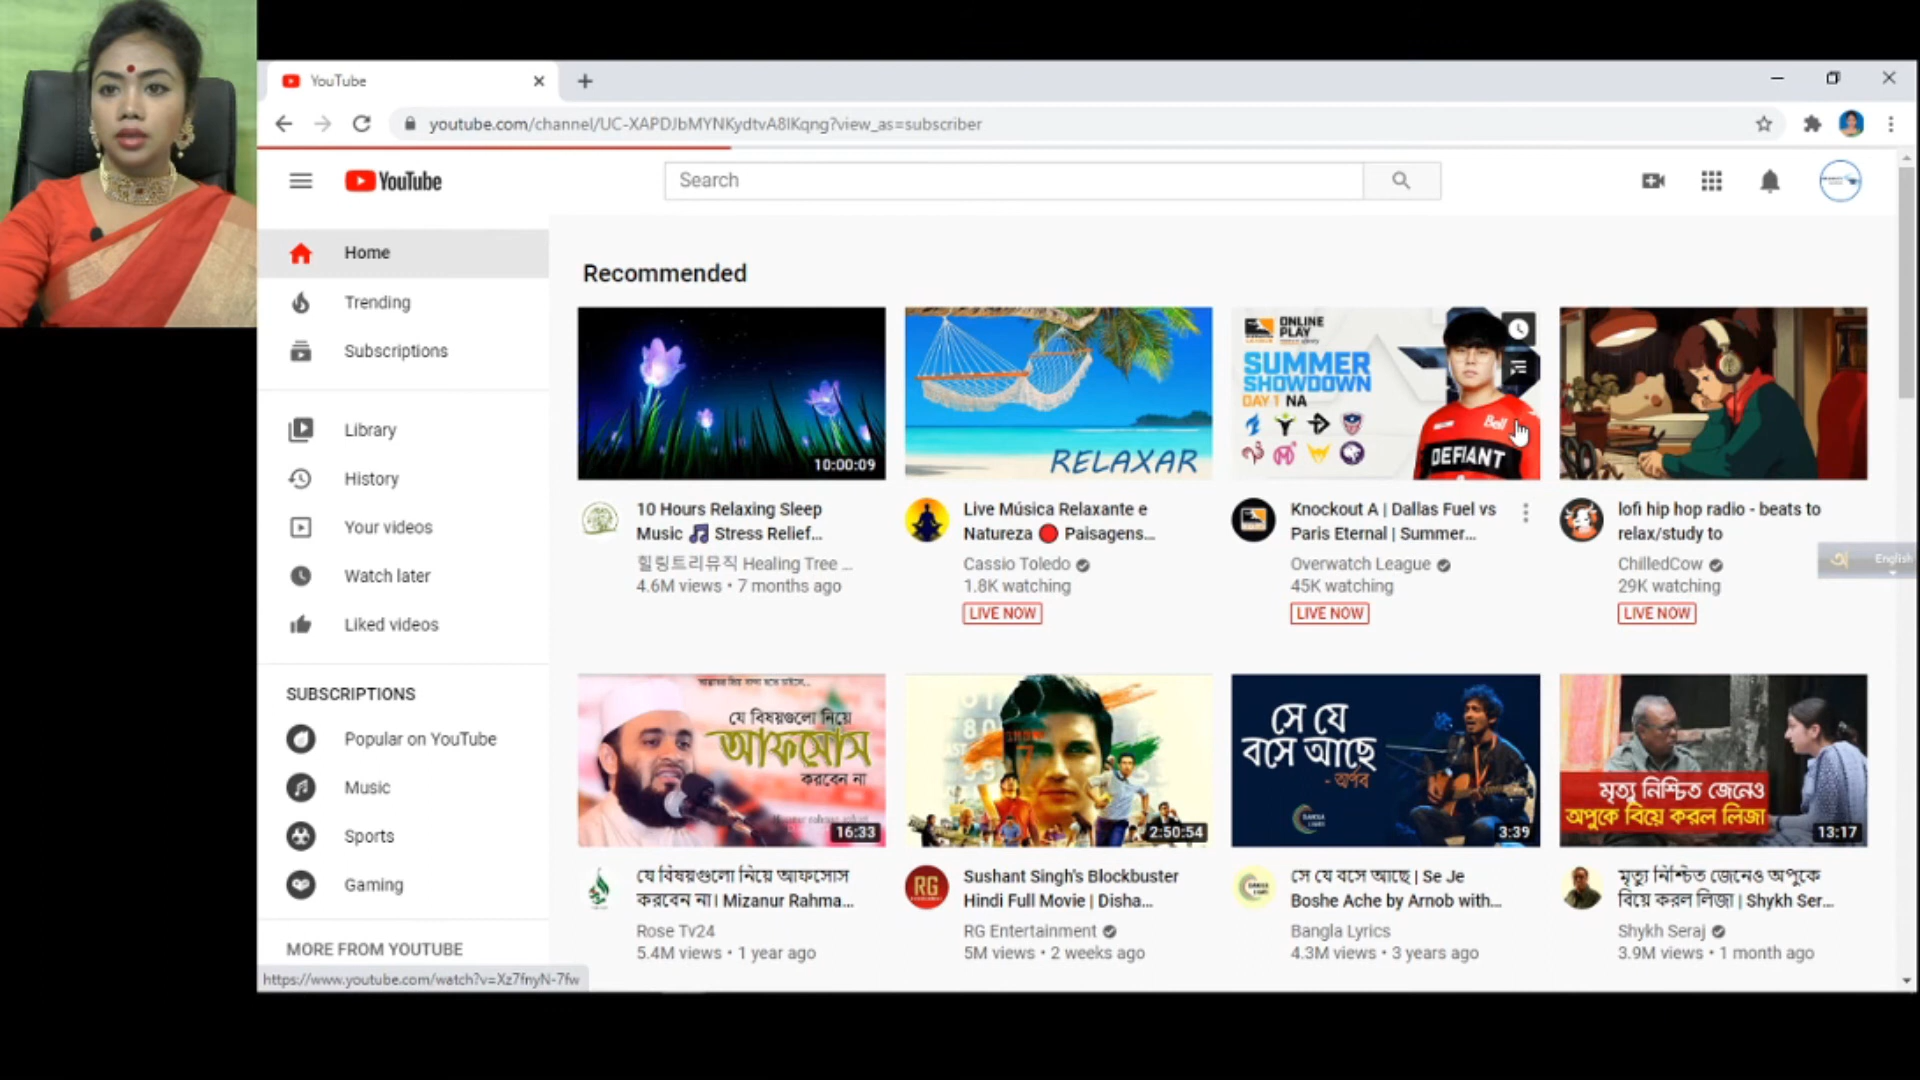 YouTube
youtube.com/channel/UC-XAPDJbMYNKydtvA8IKqng?view_as=subscriber
YouTube
Search
Home
Trending
Subscriptions
Library
History
Your videos
Watch later
Liked videos
SUBSCRIPTIONS
Popular on YouTube
Music
Sports
Gaming
MORE FROM YOUTUBE
https://www.youtube.com/watch?v=Xz7fnyN-7fw
Recommended
10:00:09
RELAXAR
ONLINE
PLAY
SUMMER
SHOWDOWN
DAY 1 NA
Bell
DEFIANT
10 Hours Relaxing Sleep
Music 🎵 Stress Relief...
힐링트리뮤직 Healing Tree ...
4.6M views • 7 months ago
Live Música Relaxante e
Natureza 🔴 Paisagens...
Cassio Toledo
1.8K watching
LIVE NOW
Knockout A | Dallas Fuel vs
Paris Eternal | Summer...
Overwatch League
45K watching
LIVE NOW
lofi hip hop radio - beats to
relax/study to
ChilledCow
29K watching
LIVE NOW
অ English
যে বিষয়গুলো নিয়ে
আফসোস
করবেন না
16:33
2:50:54
সে যে
বসে আছে
- অর্ণব
3:39
মৃত্যু নিশ্চিত জেনেও
অপুকে বিয়ে করল লিজা
13:17
যে বিষয়গুলো নিয়ে আফসোস
করবেন না। Mizanur Rahma...
Rose Tv24
5.4M views • 1 year ago
RG
Sushant Singh's Blockbuster
Hindi Full Movie | Disha...
RG Entertainment
5M views • 2 weeks ago
সে যে বসে আছে | Se Je
Boshe Ache by Arnob with...
Bangla Lyrics
4.3M views • 3 years ago
মৃত্যু নিশ্চিত জেনেও অপুকে
বিয়ে করল লিজা | Shykh Ser...
Shykh Seraj
3.9M views • 1 month ago